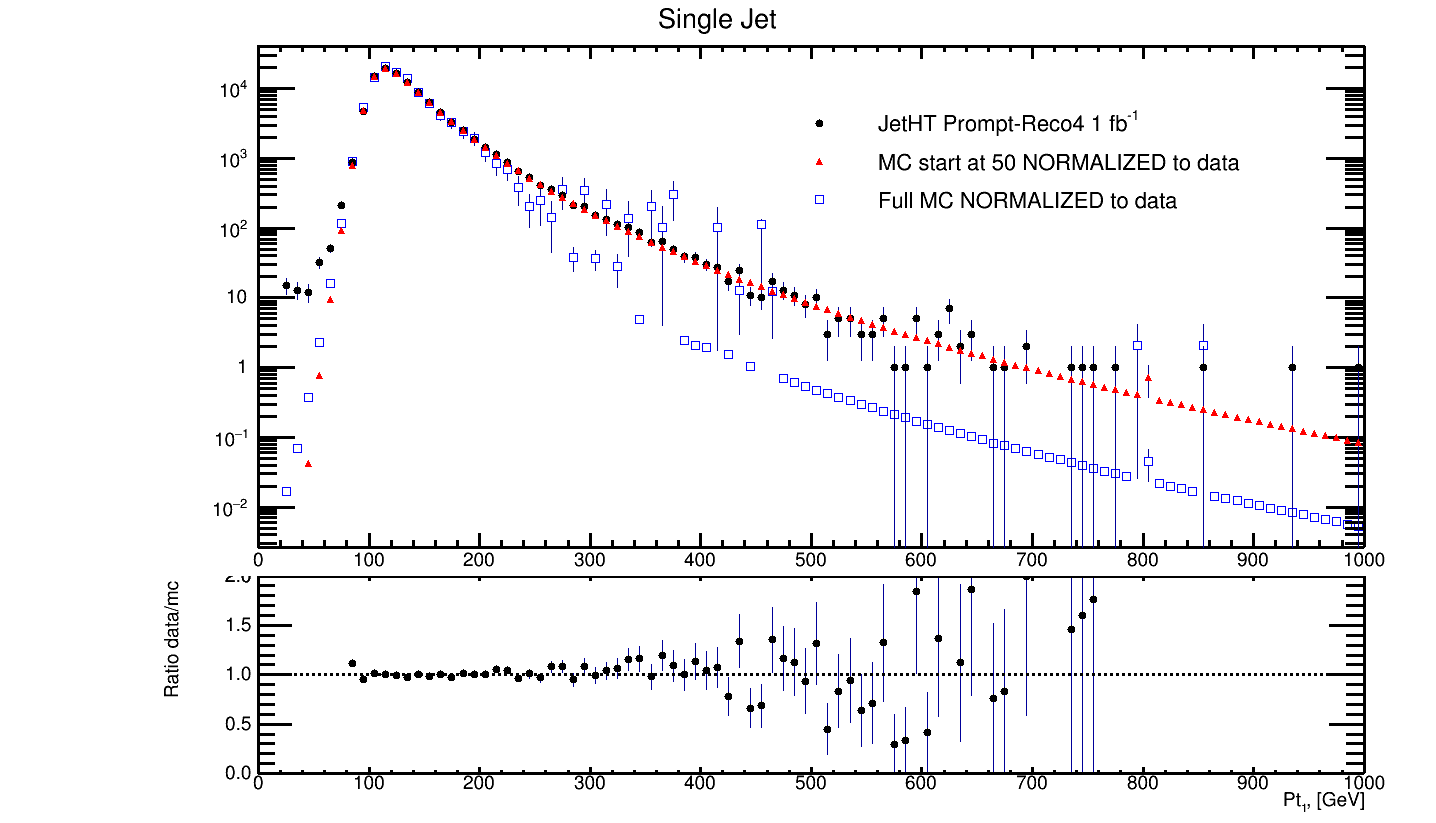 Single Jet
10⁴
10³
10²
10
1
10⁻¹
10⁻²
JetHT Prompt-Reco4 1 fb⁻¹
MC start at 50 NORMALIZED to data
Full MC NORMALIZED to data
0 100 200 300 400 500 600 700 800 900 1000
Ratio data/mc
2.0
1.5
1.0
0.5
0.0
0 100 200 300 400 500 600 700 800 900 1000
Pt₁, [GeV]